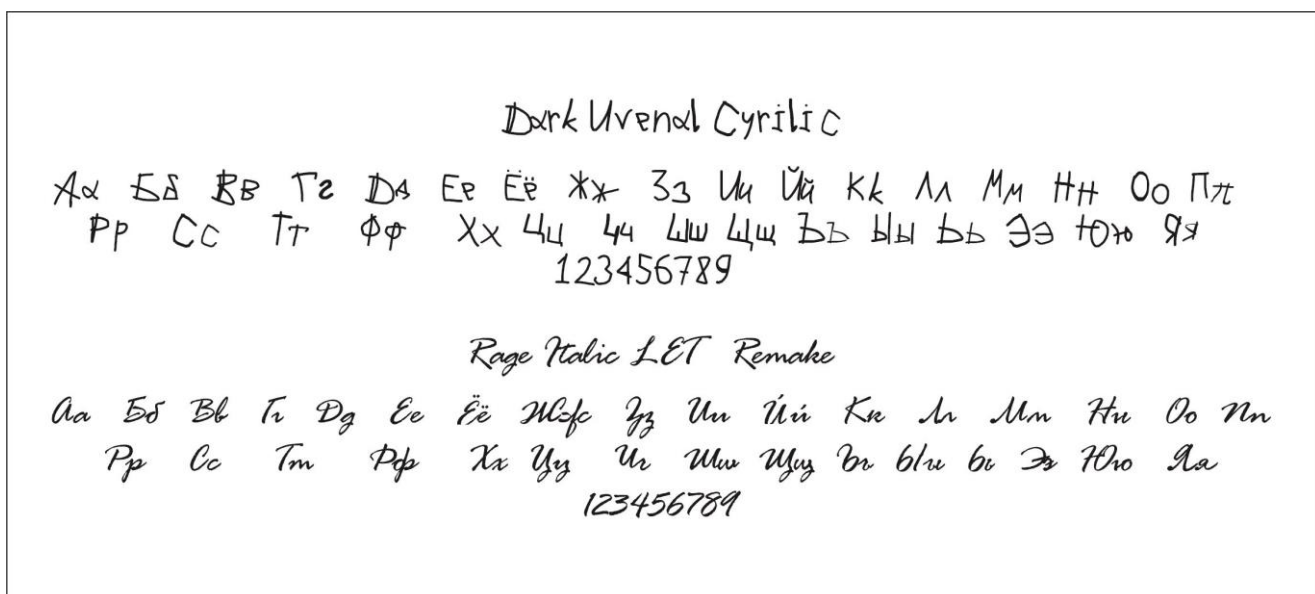 Dark Uvenal Cyrilic
Аа Бб Вв Гг Dд Ее Ёё Жж Зз Ии Йй Кк Лл Мм Нн Оо Пп
Рр Сс Тт Фф Хх Цц Чч Шш Щщ Ъъ Ыы Ьь Ээ Юю Яя
123456789
Rage Italic LET Remake
Аа Бб Вв Гг Dд Ее Ёё Жж Зз Ии Йй Кк Лл Мм Нн Оо Пп
Рр Сс Тт Фф Хх Цц Чч Шш Щщ Ъъ Ыы Ьь Ээ Юю Яя
123456789